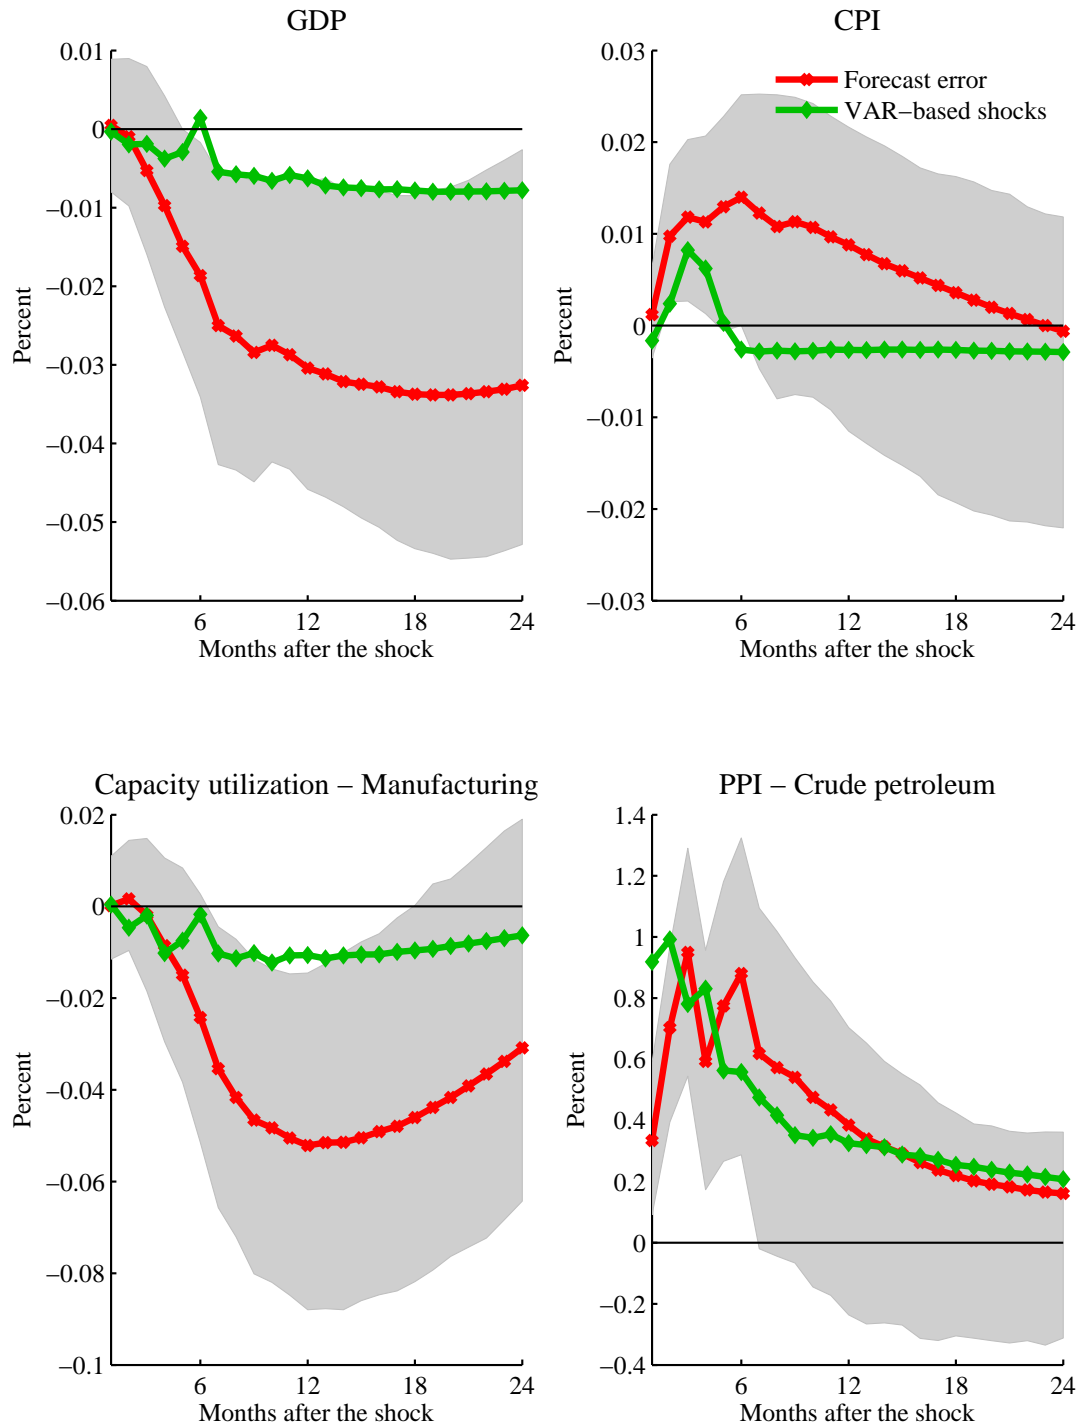 GDP
0.01
0
−0.01
−0.02
−0.03
−0.04
−0.05
−0.06
Percent
6 12 18 24
Months after the shock
CPI
0.03
0.02
0.01
0
−0.01
−0.02
−0.03
Percent
Forecast error
VAR−based shocks
6 12 18 24
Months after the shock
Capacity utilization − Manufacturing
0.02
0
−0.02
−0.04
−0.06
−0.08
−0.1
Percent
6 12 18 24
Months after the shock
PPI − Crude petroleum
1.4
1.2
1
0.8
0.6
0.4
0.2
0
−0.2
−0.4
Percent
6 12 18 24
Months after the shock